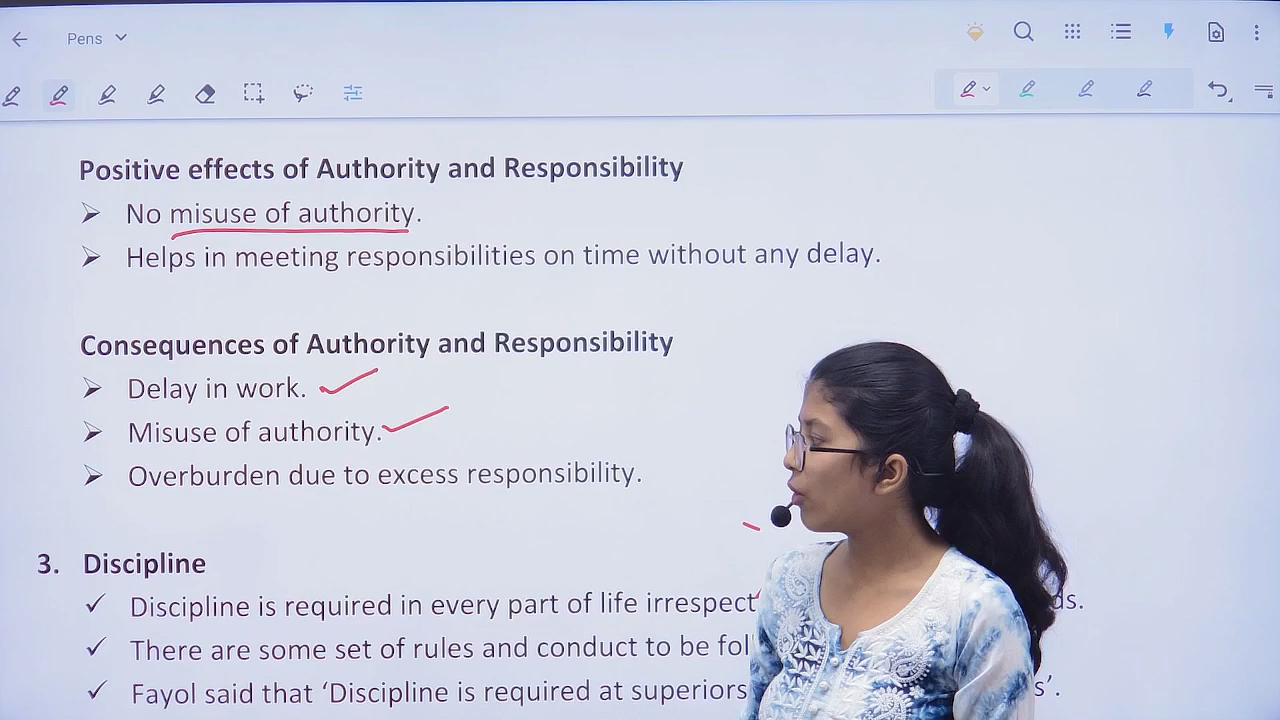 Pens
Positive effects of Authority and Responsibility
➢ No misuse of authority.
➢ Helps in meeting responsibilities on time without any delay.
Consequences of Authority and Responsibility
➢ Delay in work.
➢ Misuse of authority.
➢ Overburden due to excess responsibility.
3. Discipline
✓ Discipline is required in every part of life
✓ There are some set of rules and conduct to be
✓ Fayol said that ‘Discipline is required at superiors